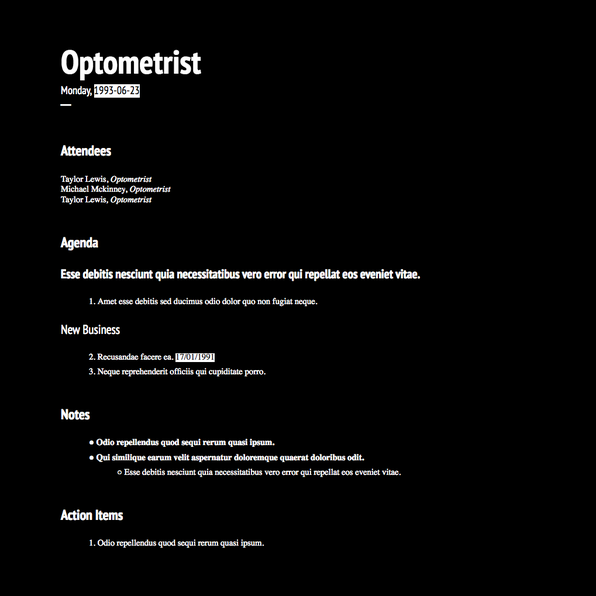 Optometrist
Monday, 1993-06-23
Attendees
Taylor Lewis, Optometrist
Michael Mckinney, Optometrist
Taylor Lewis, Optometrist
Agenda
Esse debitis nesciunt quia necessitatibus vero error qui repellat eos eveniet vitae.
1. Amet esse debitis sed ducimus odio dolor quo non fugiat neque.
New Business
2. Recusandae facere ea. 17/01/1991
3. Neque reprehenderit officiis qui cupiditate porro.
Notes
● Odio repellendus quod sequi rerum quasi ipsum.
● Qui similique earum velit aspernatur doloremque quaerat doloribus odit.
○ Esse debitis nesciunt quia necessitatibus vero error qui repellat eos eveniet vitae.
Action Items
1. Odio repellendus quod sequi rerum quasi ipsum.